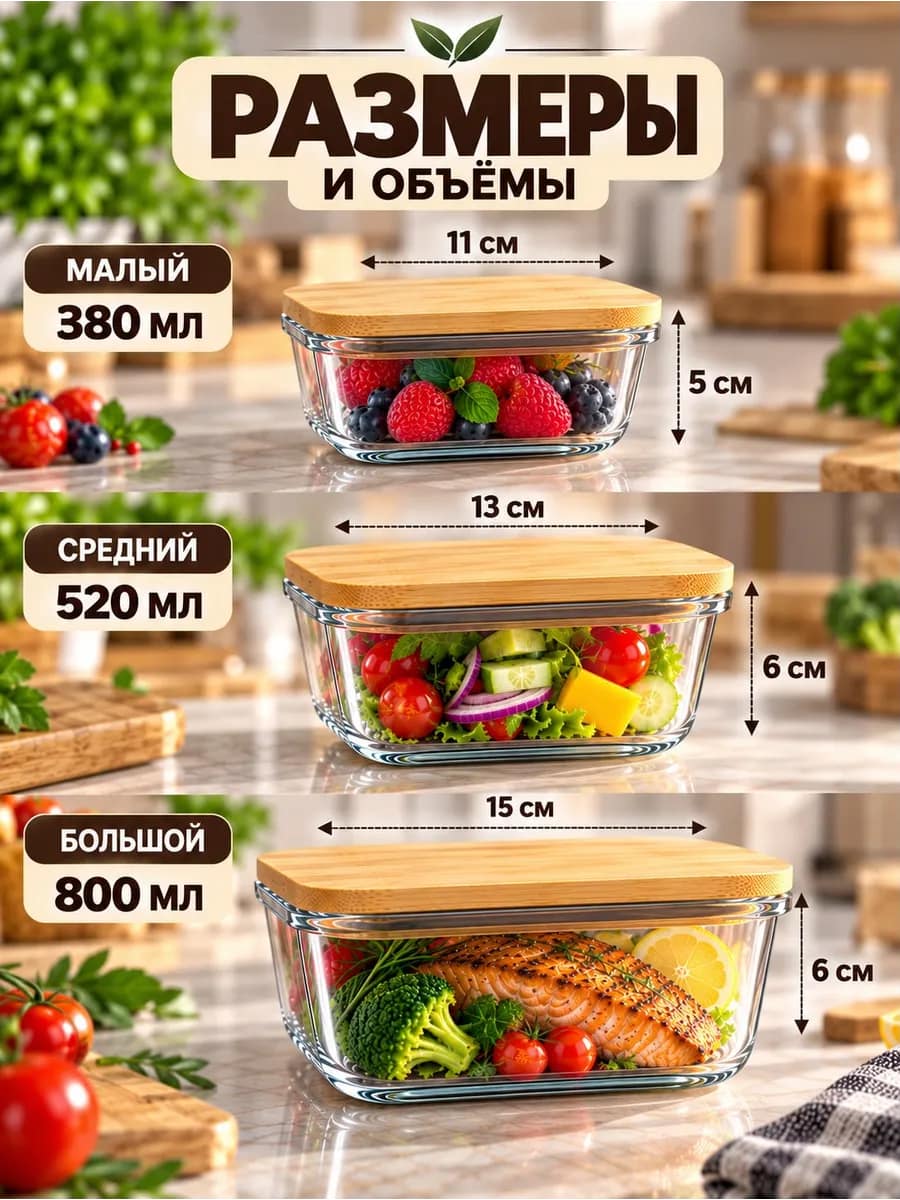 РАЗМЕРЫ
И ОБЪЁМЫ
МАЛЫЙ
380 мл
11 см
5 см
СРЕДНИЙ
520 мл
13 см
6 см
БОЛЬШОЙ
800 мл
15 см
6 см